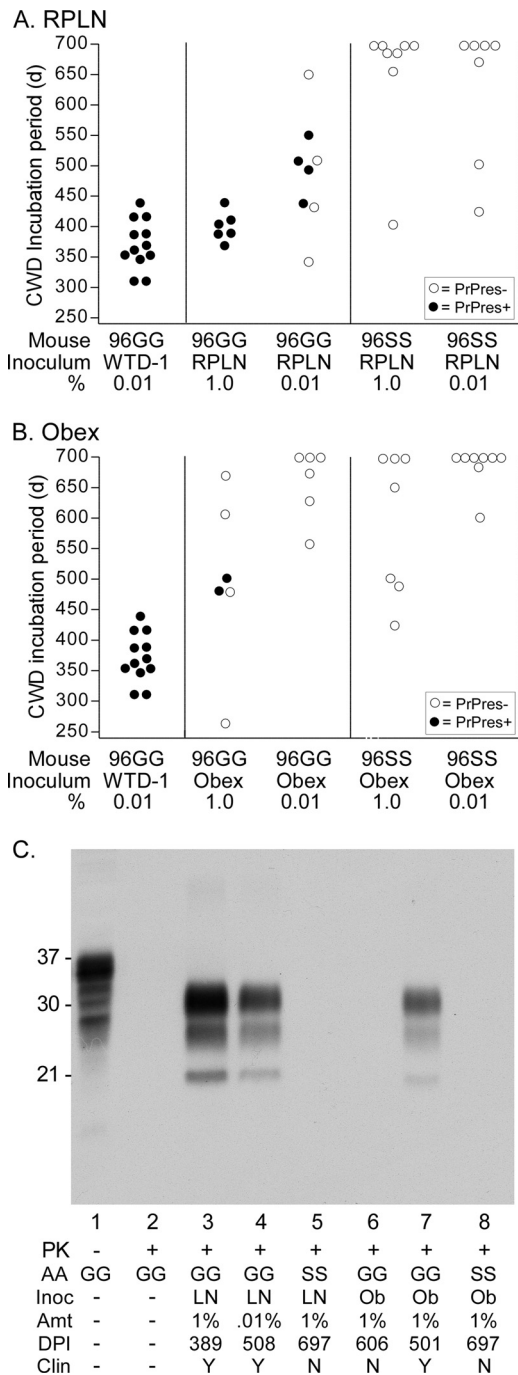 A. RPLN
CWD Incubation period (d)
700
650
600
550
500
450
400
350
300
250
○ = PrPres-
● = PrPres+
Mouse 96GG 96GG 96GG 96SS 96SS
Inoculum WTD-1 RPLN RPLN RPLN RPLN
% 0.01 1.0 0.01 1.0 0.01
B. Obex
CWD incubation period (d)
700
650
600
550
500
450
400
350
300
250
○ = PrPres-
● = PrPres+
Mouse 96GG 96GG 96GG 96SS 96SS
Inoculum WTD-1 Obex Obex Obex Obex
% 0.01 1.0 0.01 1.0 0.01
C.
37 -
30 -
21 -
1 2 3 4 5 6 7 8
PK - + + + + + + +
AA GG GG GG GG SS GG GG SS
Inoc - - LN LN LN Ob Ob Ob
Amt - - 1% .01% 1% 1% 1% 1%
DPI - - 389 508 697 606 501 697
Clin - - Y Y N N Y N